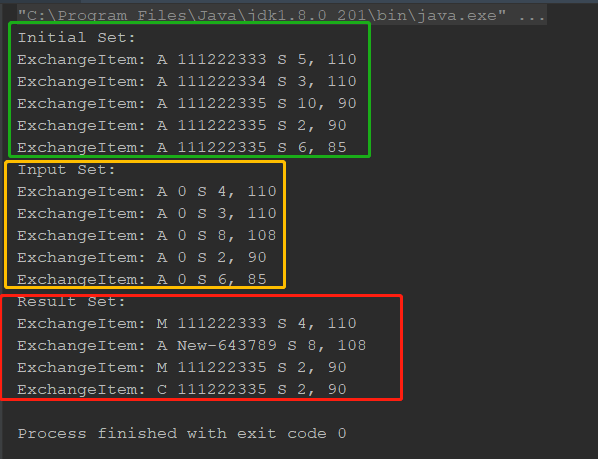 "C:\Program Files\Java\jdk1.8.0_201\bin\java.exe" ...
Initial Set:
ExchangeItem: A 111222333 S 5, 110
ExchangeItem: A 111222334 S 3, 110
ExchangeItem: A 111222335 S 10, 90
ExchangeItem: A 111222335 S 2, 90
ExchangeItem: A 111222335 S 6, 85
Input Set:
ExchangeItem: A 0 S 4, 110
ExchangeItem: A 0 S 3, 110
ExchangeItem: A 0 S 8, 108
ExchangeItem: A 0 S 2, 90
ExchangeItem: A 0 S 6, 85
Result Set:
ExchangeItem: M 111222333 S 4, 110
ExchangeItem: A New-643789 S 8, 108
ExchangeItem: M 111222335 S 2, 90
ExchangeItem: C 111222335 S 2, 90
Process finished with exit code 0